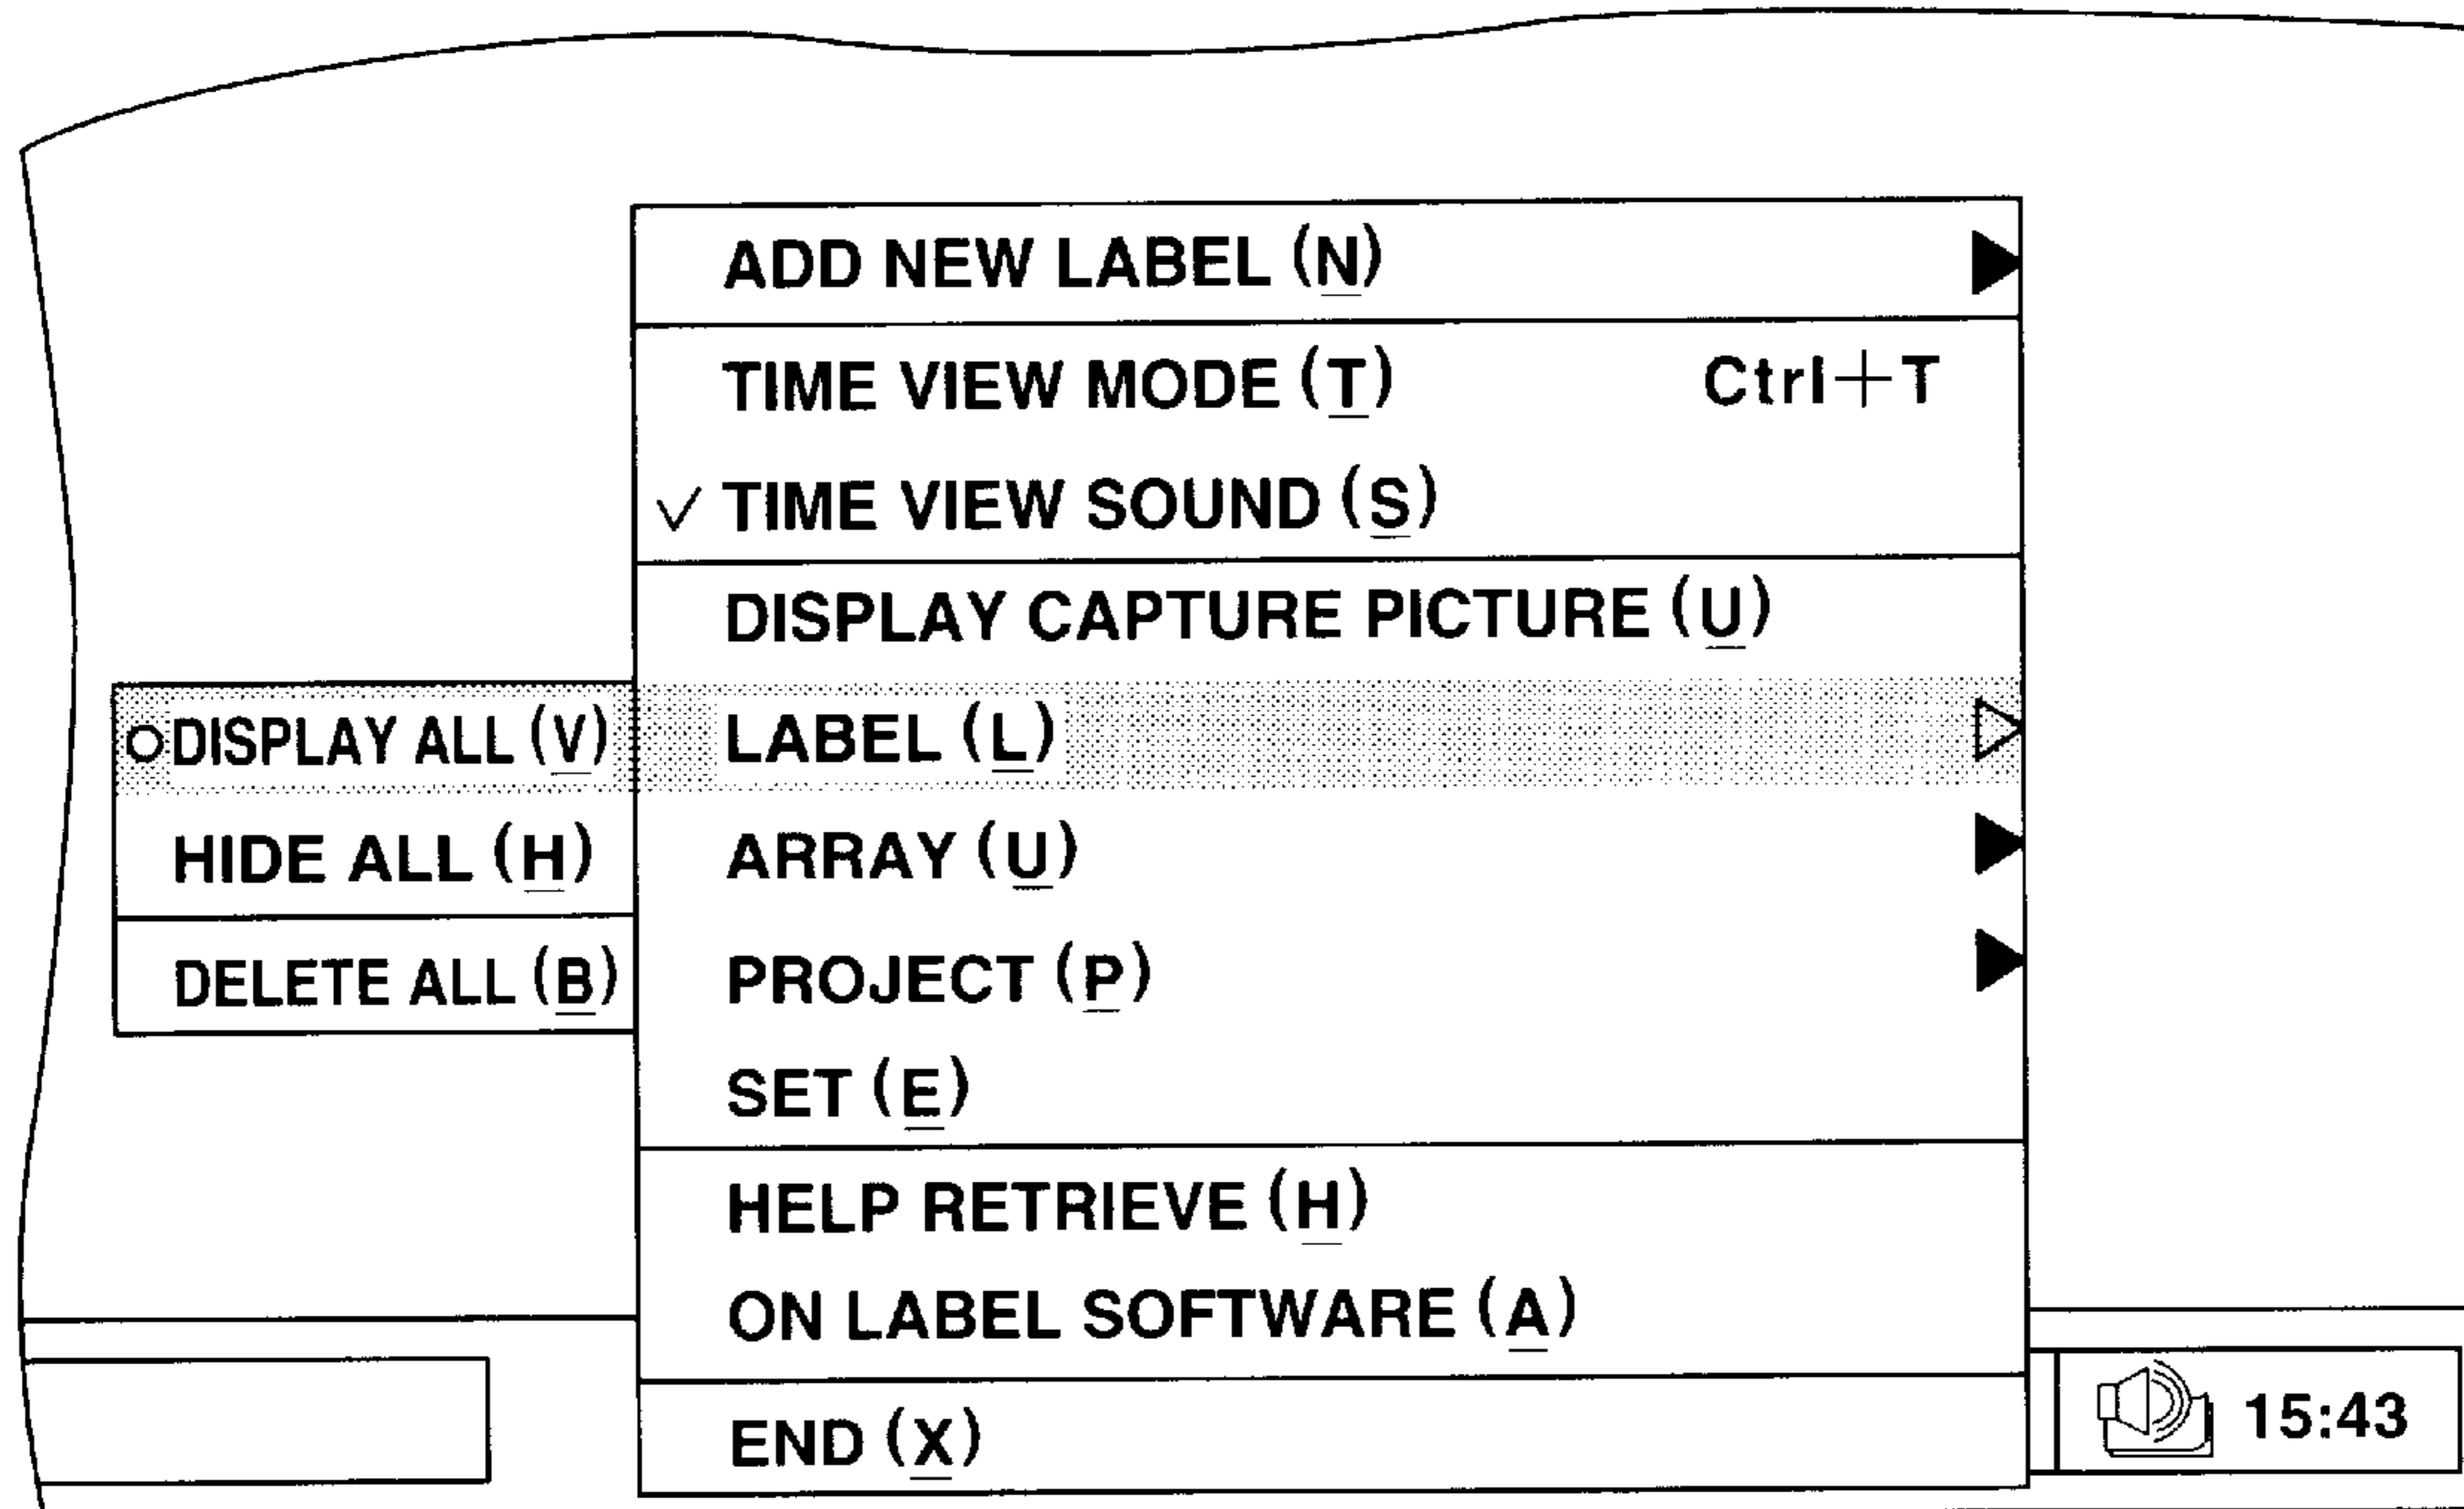 ADD NEW LABEL (N)
TIME VIEW MODE (T) Ctrl+T
✓ TIME VIEW SOUND (S)
DISPLAY CAPTURE PICTURE (U)
LABEL (L)
ARRAY (U)
PROJECT (P)
SET (E)
HELP RETRIEVE (H)
ON LABEL SOFTWARE (A)
END (X)
DISPLAY ALL (V)
HIDE ALL (H)
DELETE ALL (B)
15:43